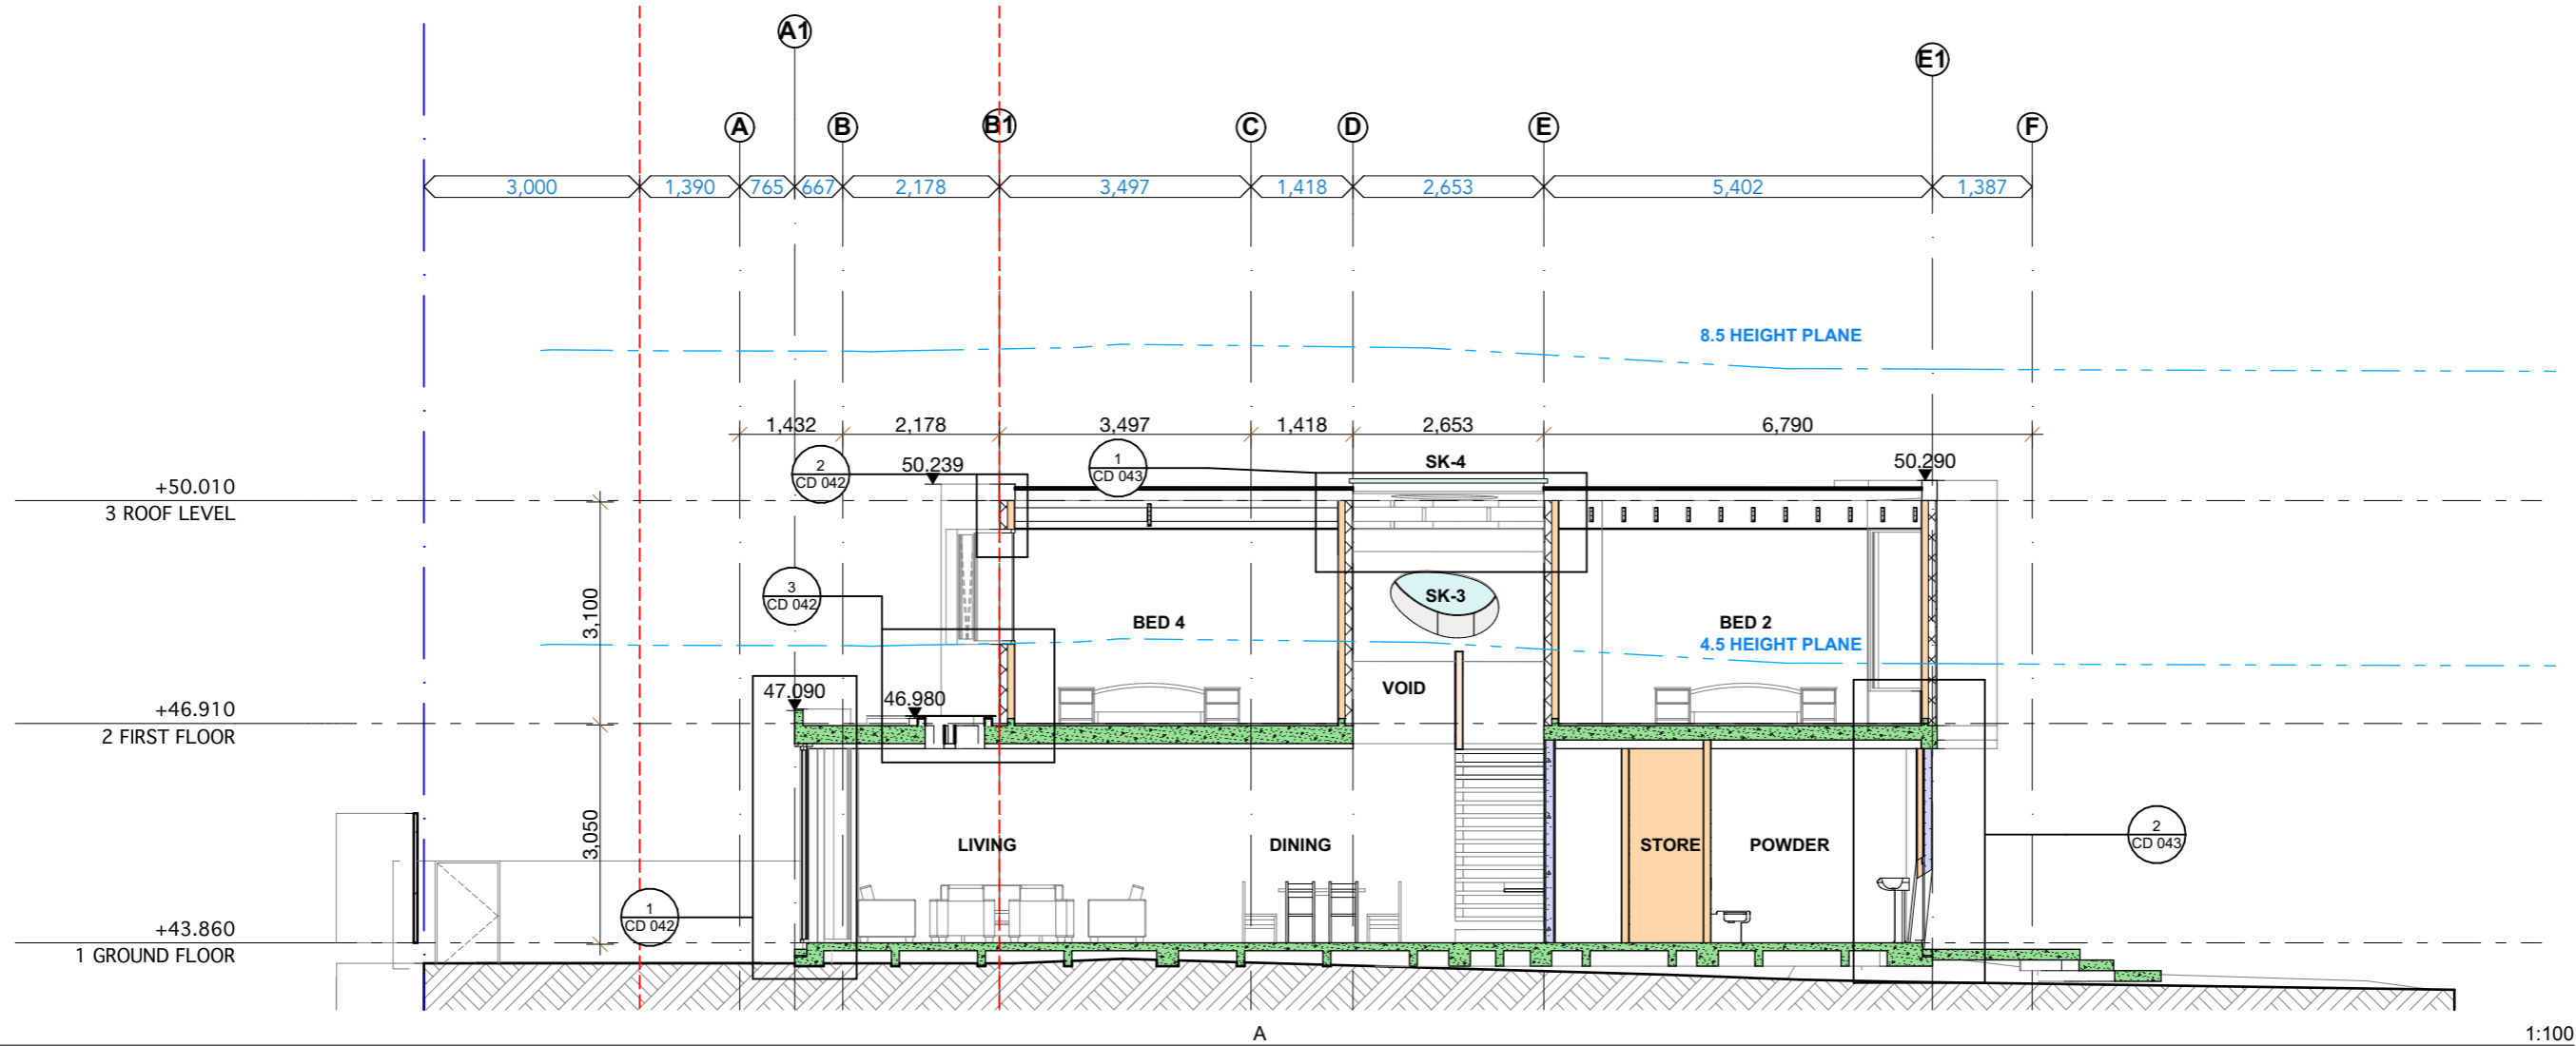 A1
E1
A B B1 C D E F
3,000 1,390 765 667 2,178 3,497 1,418 2,653 5,402 1,387
8.5 HEIGHT PLANE
1,432 2,178 3,497 1,418 2,653 6,790
2
CD 042
50.239
1
CD 043
SK-4
50.290
+50.010
3 ROOF LEVEL
3,100
3
CD 042
BED 4
SK-3
BED 2
4.5 HEIGHT PLANE
47.090
46.980
VOID
+46.910
2 FIRST FLOOR
3,050
LIVING
DINING
STORE
POWDER
2
CD 043
1
CD 042
+43.860
1 GROUND FLOOR
A
1:100